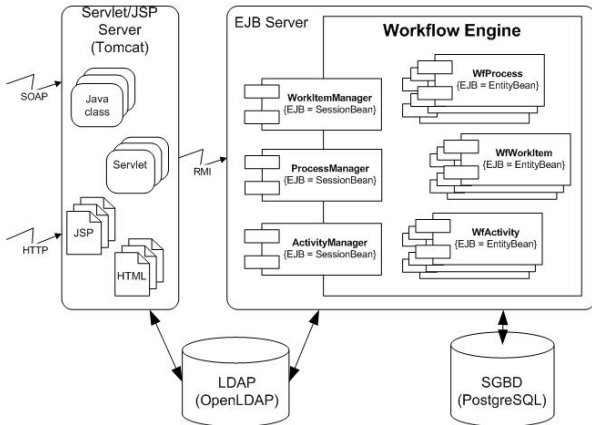 Servlet/JSP
Server
(Tomcat)
SOAP
Java
class
Servlet
RMI
JSP
HTTP
HTML
EJB Server
Workflow Engine
WorkItemManager
{EJB = SessionBean}
ProcessManager
{EJB = SessionBean}
ActivityManager
{EJB = SessionBean}
WfProcess
{EJB = EntityBean}
WfWorkItem
{EJB = EntityBean}
WfActivity
{EJB = EntityBean}
LDAP
(OpenLDAP)
SGBD
(PostgreSQL)